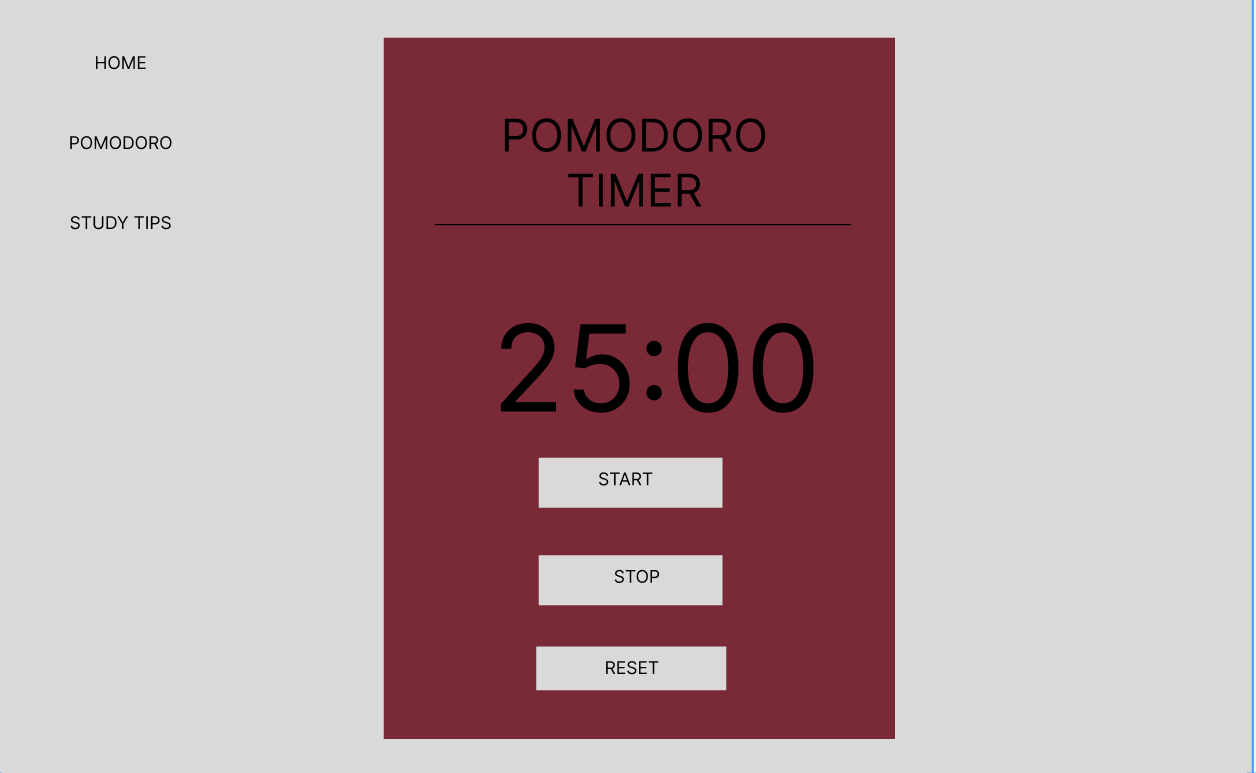 HOME
POMODORO
STUDY TIPS
POMODORO
TIMER
25:00
START
STOP
RESET